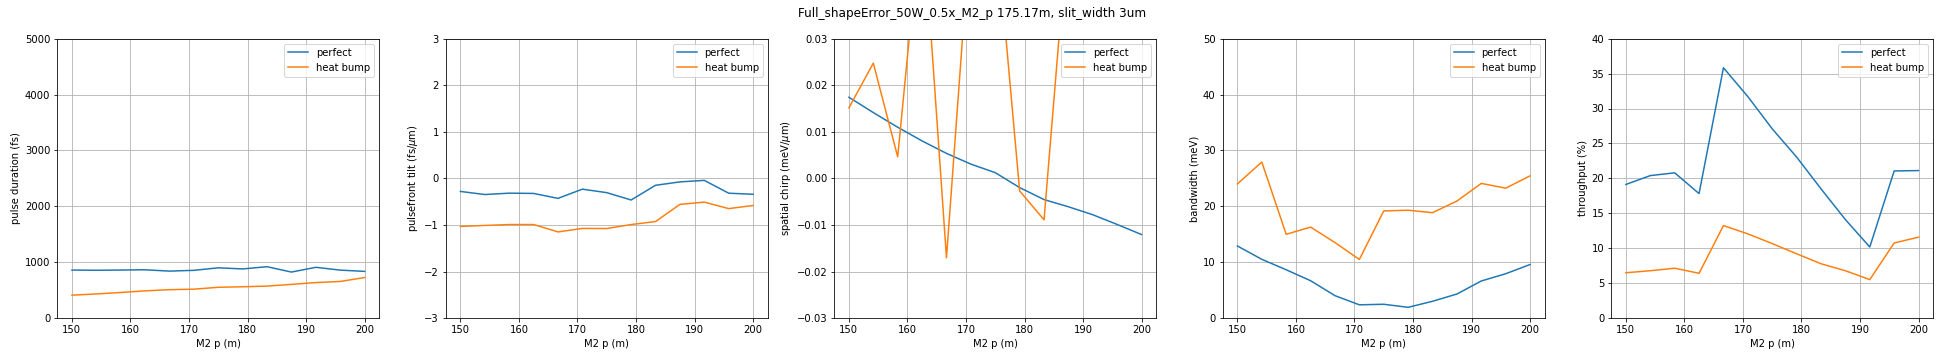 Full_shapeError_50W_0.5x_M2_p 175.17m, slit_width 3um
pulse duration (fs)
5000
4000
3000
2000
1000
0
150 160 170 180 190 200
M2 p (m)
perfect
heat bump
pulsefront tilt (fs/μm)
3
2
1
0
−1
−2
−3
150 160 170 180 190 200
M2 p (m)
perfect
heat bump
spatial chirp (meV/μm)
0.03
0.02
0.01
0.00
−0.01
−0.02
−0.03
150 160 170 180 190 200
M2 p (m)
perfect
heat bump
bandwidth (meV)
50
40
30
20
10
0
150 160 170 180 190 200
M2 p (m)
perfect
heat bump
throughput (%)
40
35
30
25
20
15
10
5
0
150 160 170 180 190 200
M2 p (m)
perfect
heat bump